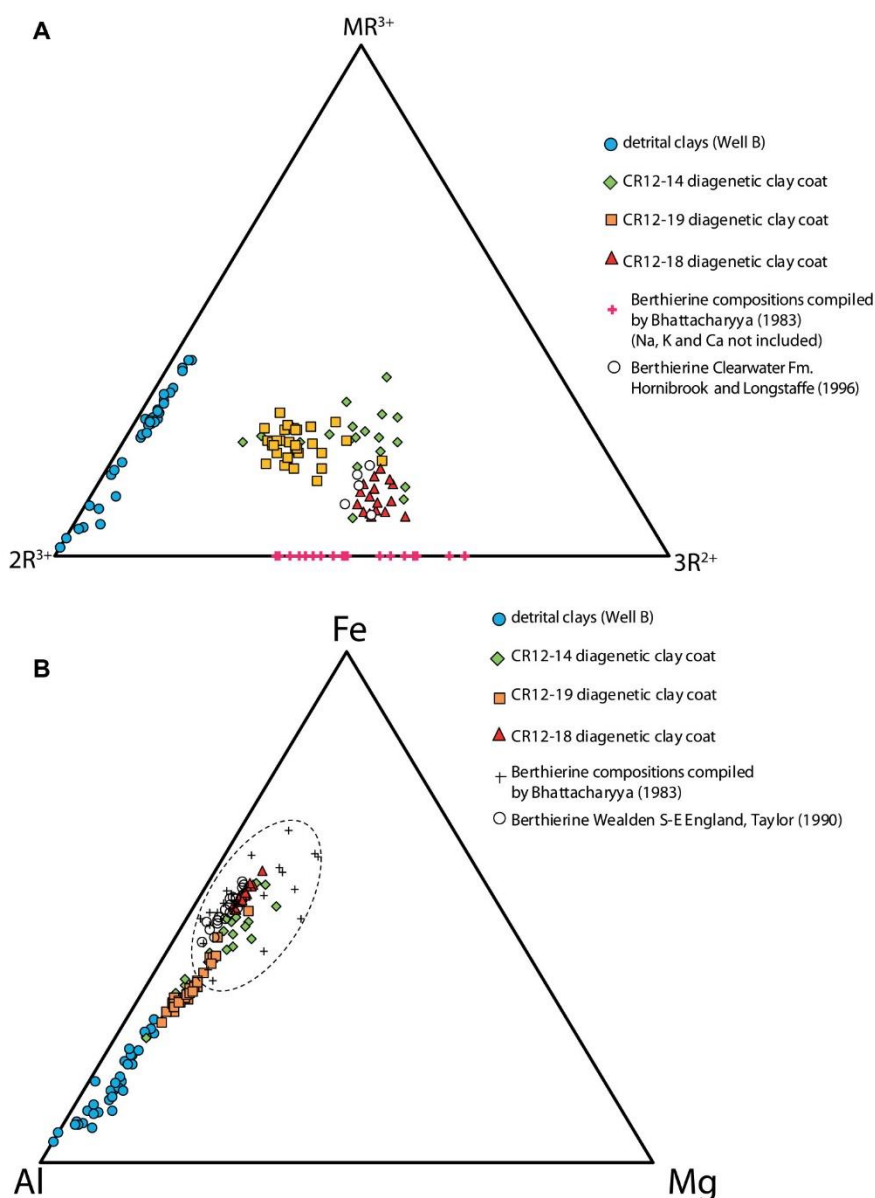 A
MR³⁺
detrital clays (Well B)
CR12-14 diagenetic clay coat
CR12-19 diagenetic clay coat
CR12-18 diagenetic clay coat
Berthierine compositions compiled
by Bhattacharyya (1983)
(Na, K and Ca not included)
Berthierine Clearwater Fm.
Hornibrook and Longstaffe (1996)
2R³⁺
3R²⁺
B
Fe
detrital clays (Well B)
CR12-14 diagenetic clay coat
CR12-19 diagenetic clay coat
CR12-18 diagenetic clay coat
Berthierine compositions compiled
by Bhattacharyya (1983)
Berthierine Wealden S-E England, Taylor (1990)
Al
Mg